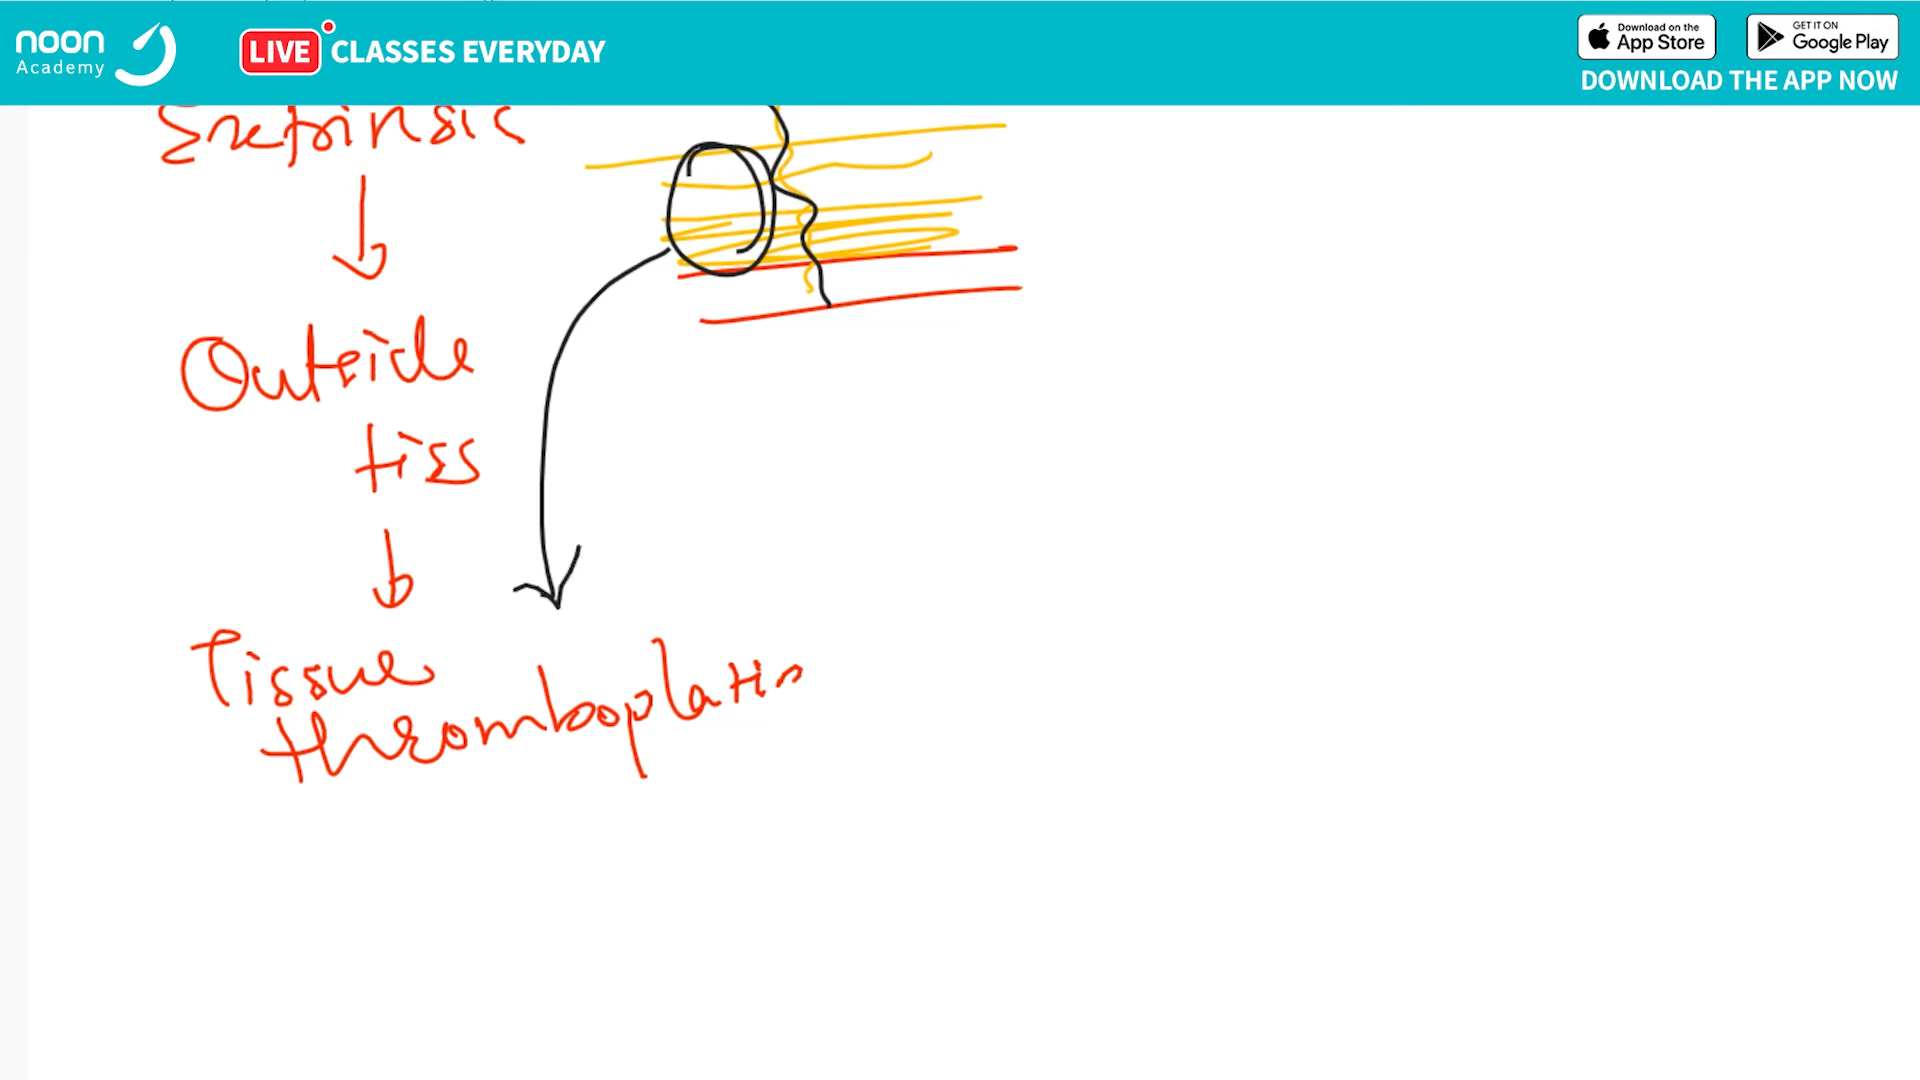 noon
Academy
LIVE CLASSES EVERYDAY
Download on the
App Store
GET IT ON
Google Play
DOWNLOAD THE APP NOW
Extrinsic
Outside
tiss
Tissue
thromboplatin